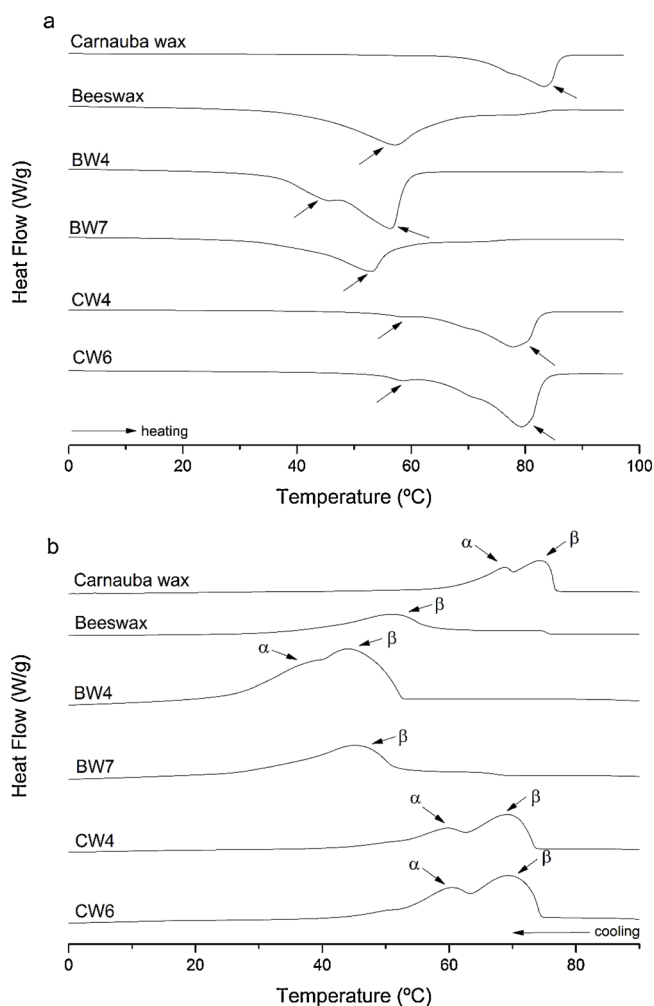 a
Carnauba wax
Beeswax
BW4
BW7
CW4
CW6
heating
Heat Flow (W/g)
0 20 40 60 80 100
Temperature (ºC)
b
Carnauba wax
α β
Beeswax
β
BW4
α β
BW7
β
CW4
α β
CW6
α β
cooling
Heat Flow (W/g)
0 20 40 60 80
Temperature (ºC)